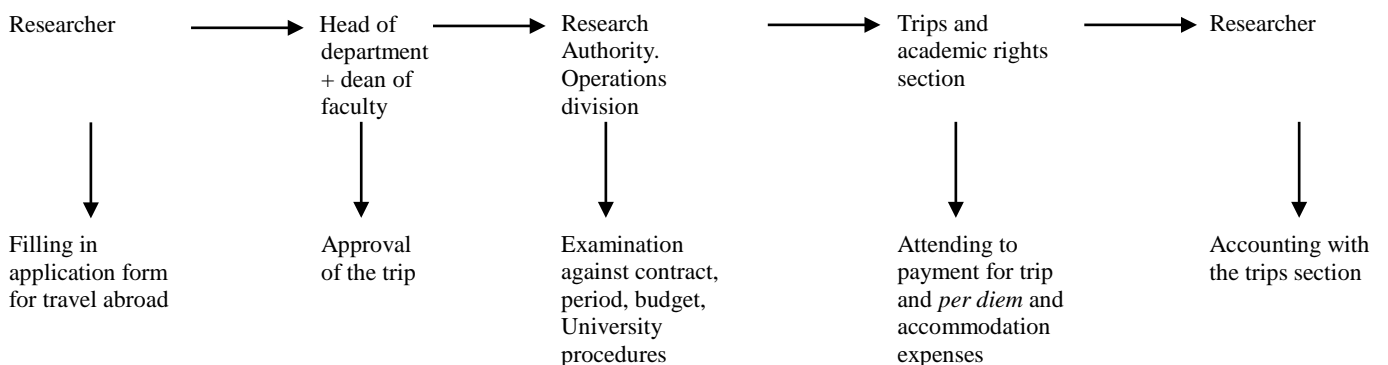 Researcher
Head of
department
+ dean of
faculty
Research
Authority.
Operations
division
Trips and
academic rights
section
Researcher
Filling in
application form
for travel abroad
Approval
of the trip
Examination
against contract,
period, budget,
University
procedures
Attending to
payment for trip
and per diem and
accommodation
expenses
Accounting with
the trips section